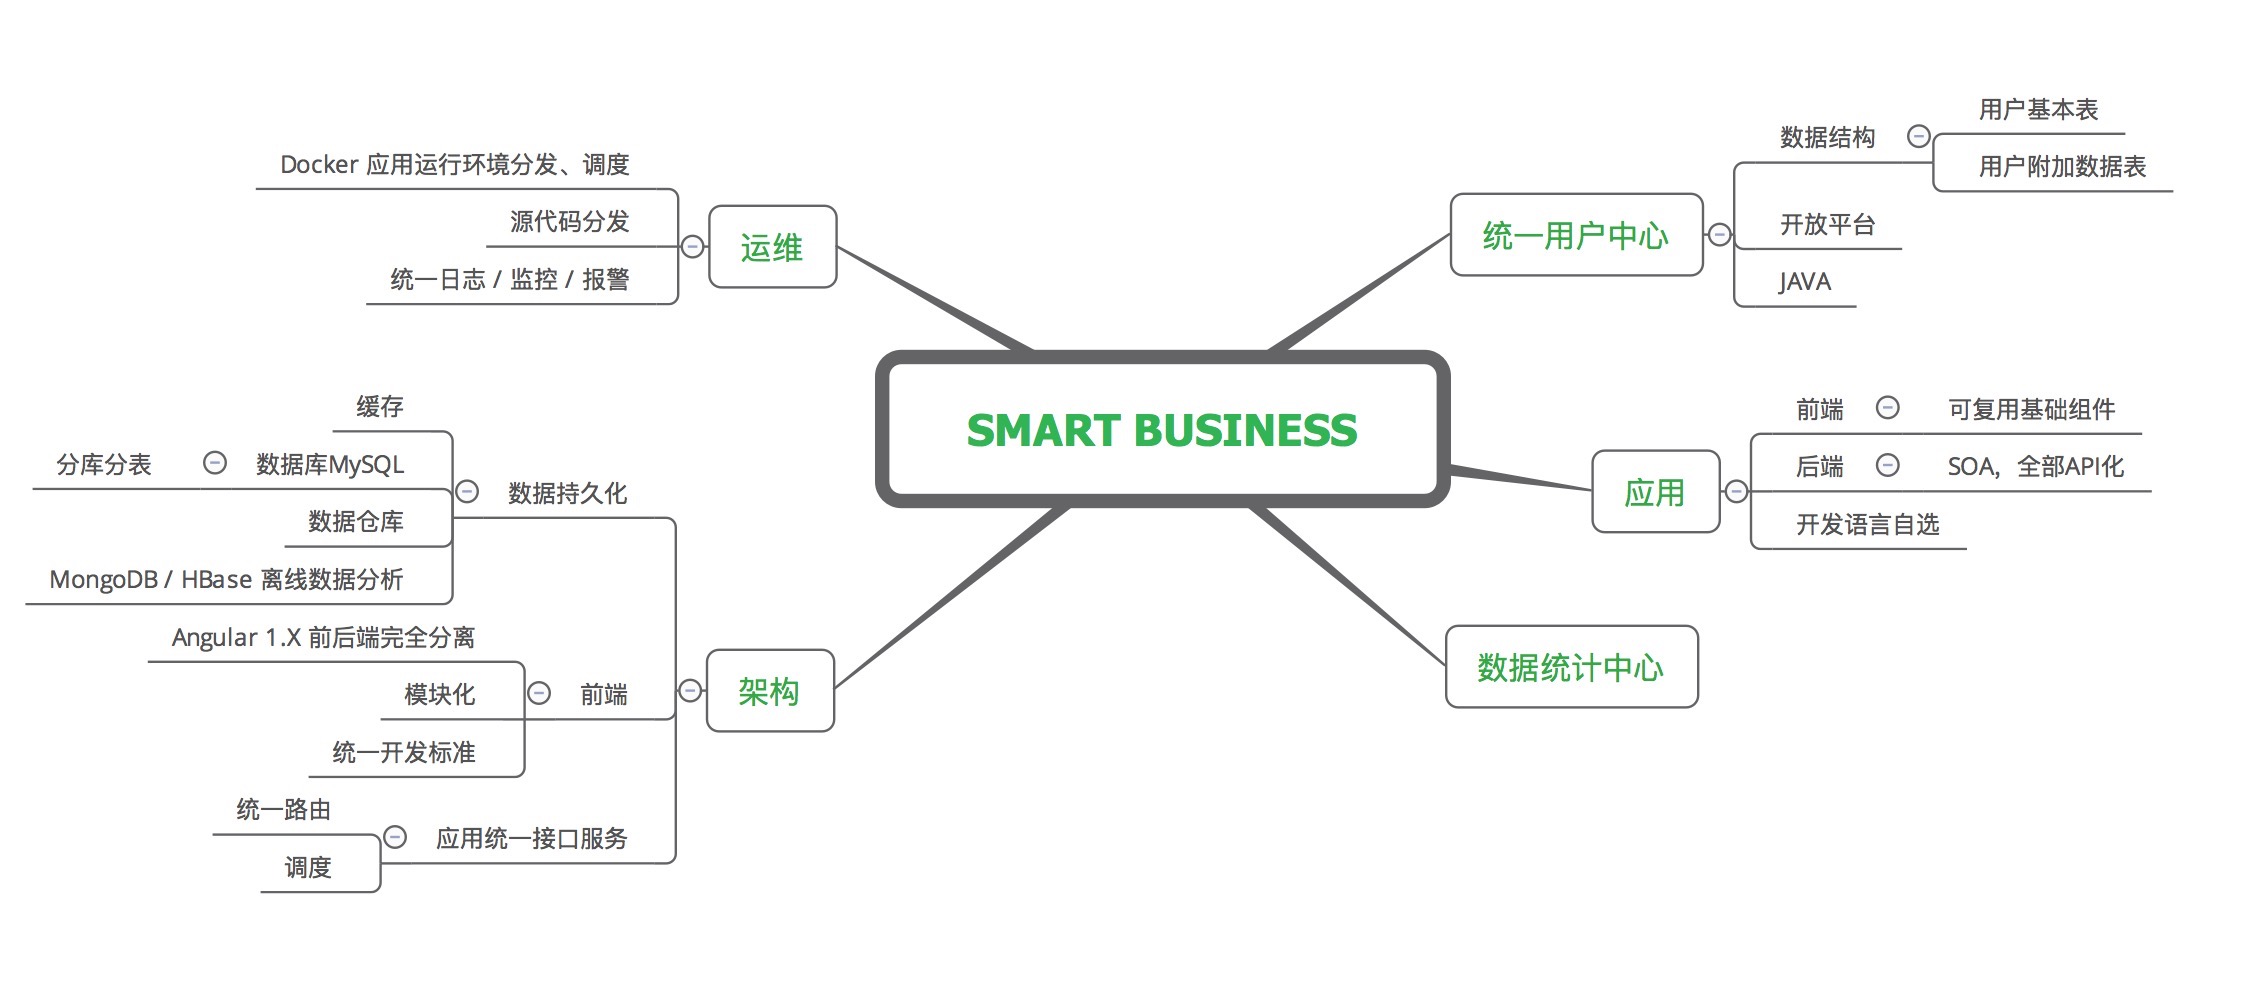 SMART BUSINESS
统一用户中心
数据结构
用户基本表
用户附加数据表
开放平台
JAVA
应用
前端
可复用基础组件
后端
SOA，全部API化
开发语言自选
数据统计中心
运维
Docker 应用运行环境分发、调度
源代码分发
统一日志 / 监控 / 报警
架构
数据持久化
缓存
数据库MySQL
分库分表
数据仓库
MongoDB / HBase 离线数据分析
前端
Angular 1.X 前后端完全分离
模块化
统一开发标准
应用统一接口服务
统一路由
调度